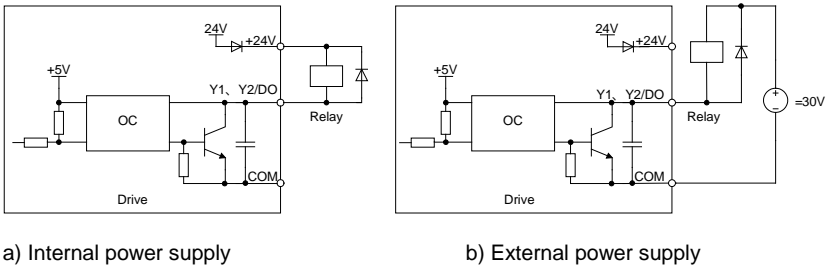 24V
+24V
+5V
Y1、Y2/DO
OC
Relay
COM
Drive
24V
+24V
+5V
Y1、Y2/DO
=30V
OC
Relay
COM
Drive
a) Internal power supply
b) External power supply